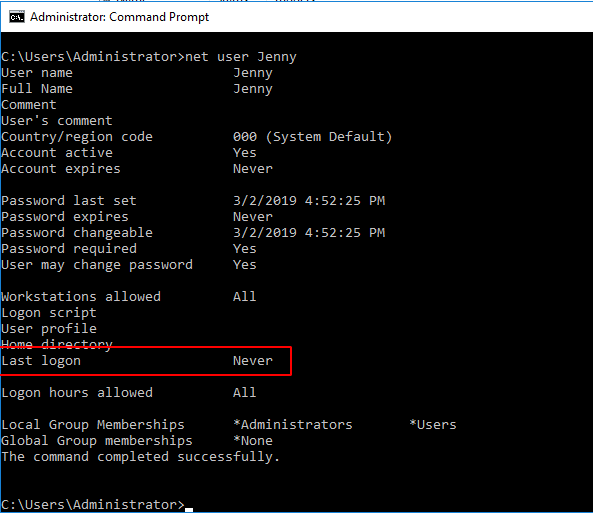 Administrator: Command Prompt
C:\Users\Administrator>net user Jenny
User name                    Jenny
Full Name                    Jenny
Comment
User's comment
Country/region code          000 (System Default)
Account active               Yes
Account expires              Never

Password last set            3/2/2019 4:52:25 PM
Password expires             Never
Password changeable          3/2/2019 4:52:25 PM
Password required            Yes
User may change password     Yes

Workstations allowed         All
Logon script
User profile
Home directory
Last logon                   Never

Logon hours allowed          All

Local Group Memberships      *Administrators       *Users
Global Group memberships     *None
The command completed successfully.

C:\Users\Administrator>